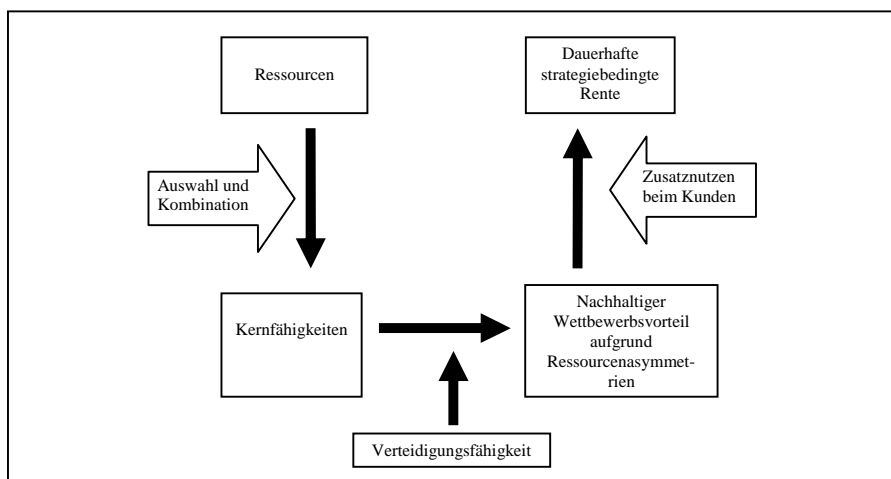 Ressourcen
Dauerhafte
strategiebedingte
Rente
Auswahl und
Kombination
Zusatznutzen
beim Kunden
Kernfähigkeiten
Nachhaltiger
Wettbewerbsvorteil
aufgrund
Ressourcenasymmet-
rien
Verteidigungsfähigkeit